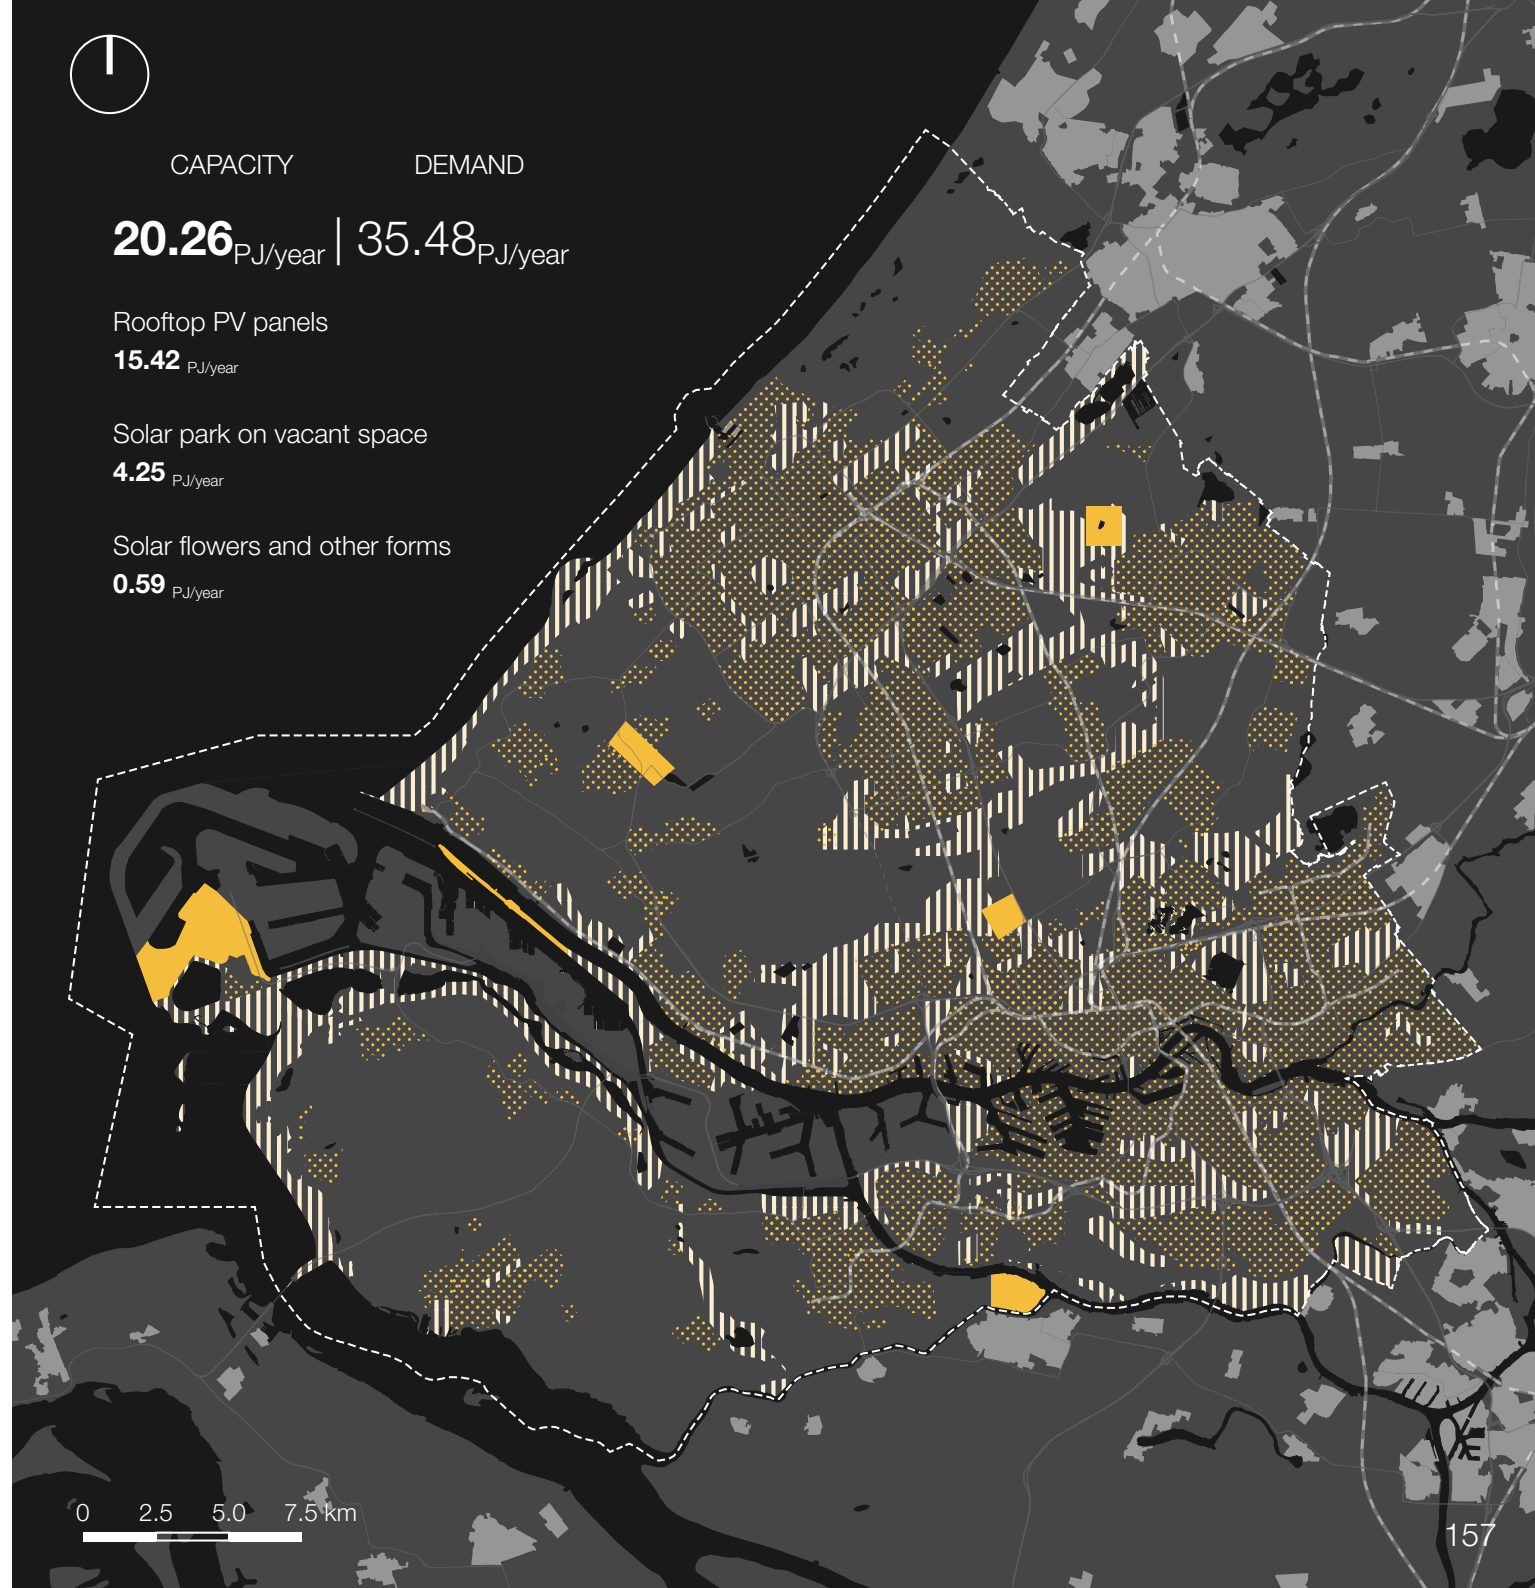 CAPACITY DEMAND
20.26PJ/year | 35.48PJ/year
Rooftop PV panels
15.42 PJ/year
Solar park on vacant space
4.25 PJ/year
Solar flowers and other forms
0.59 PJ/year
0 2.5 5.0 7.5 km
157